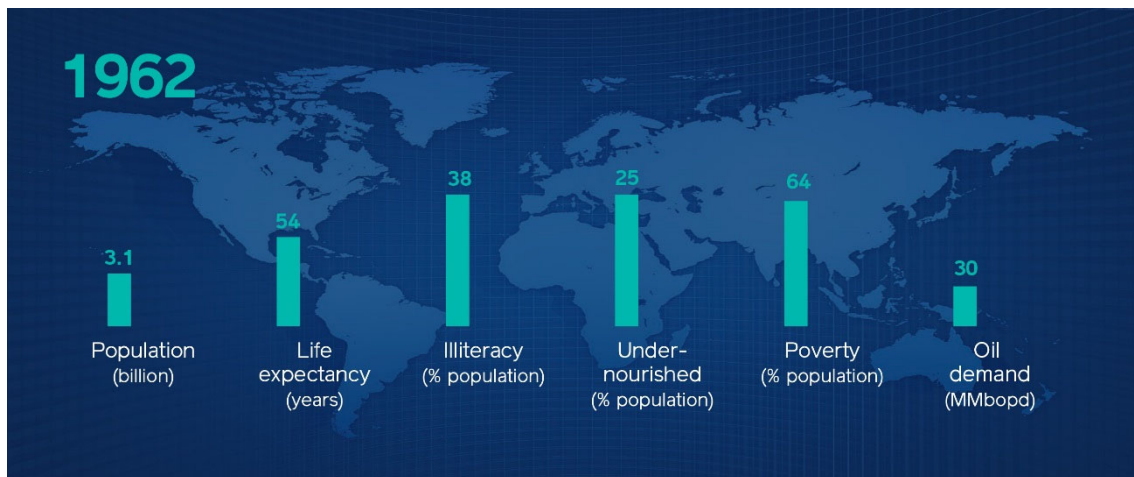 1962
3.1
Population
(billion)
54
Life
expectancy
(years)
38
Illiteracy
(% population)
25
Under-
nourished
(% population)
64
Poverty
(% population)
30
Oil
demand
(MMbopd)